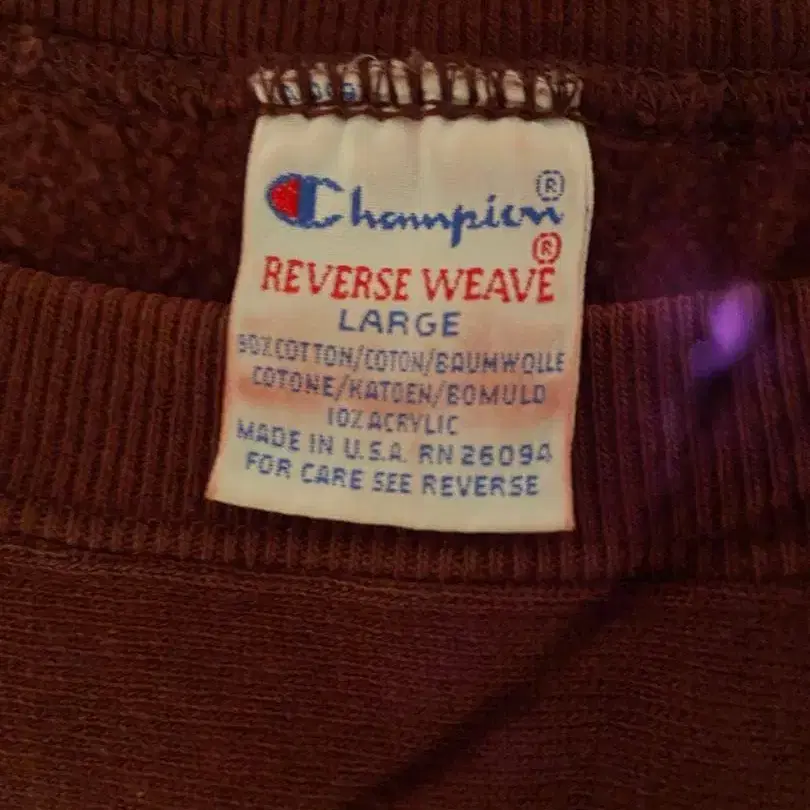 Champion®
REVERSE WEAVE®
LARGE
90% COTTON/COTON/BAUMWOLLE
COTONE/KATOEN/BOMULD
10% ACRYLIC
MADE IN U.S.A. RN 26094
FOR CARE SEE REVERSE